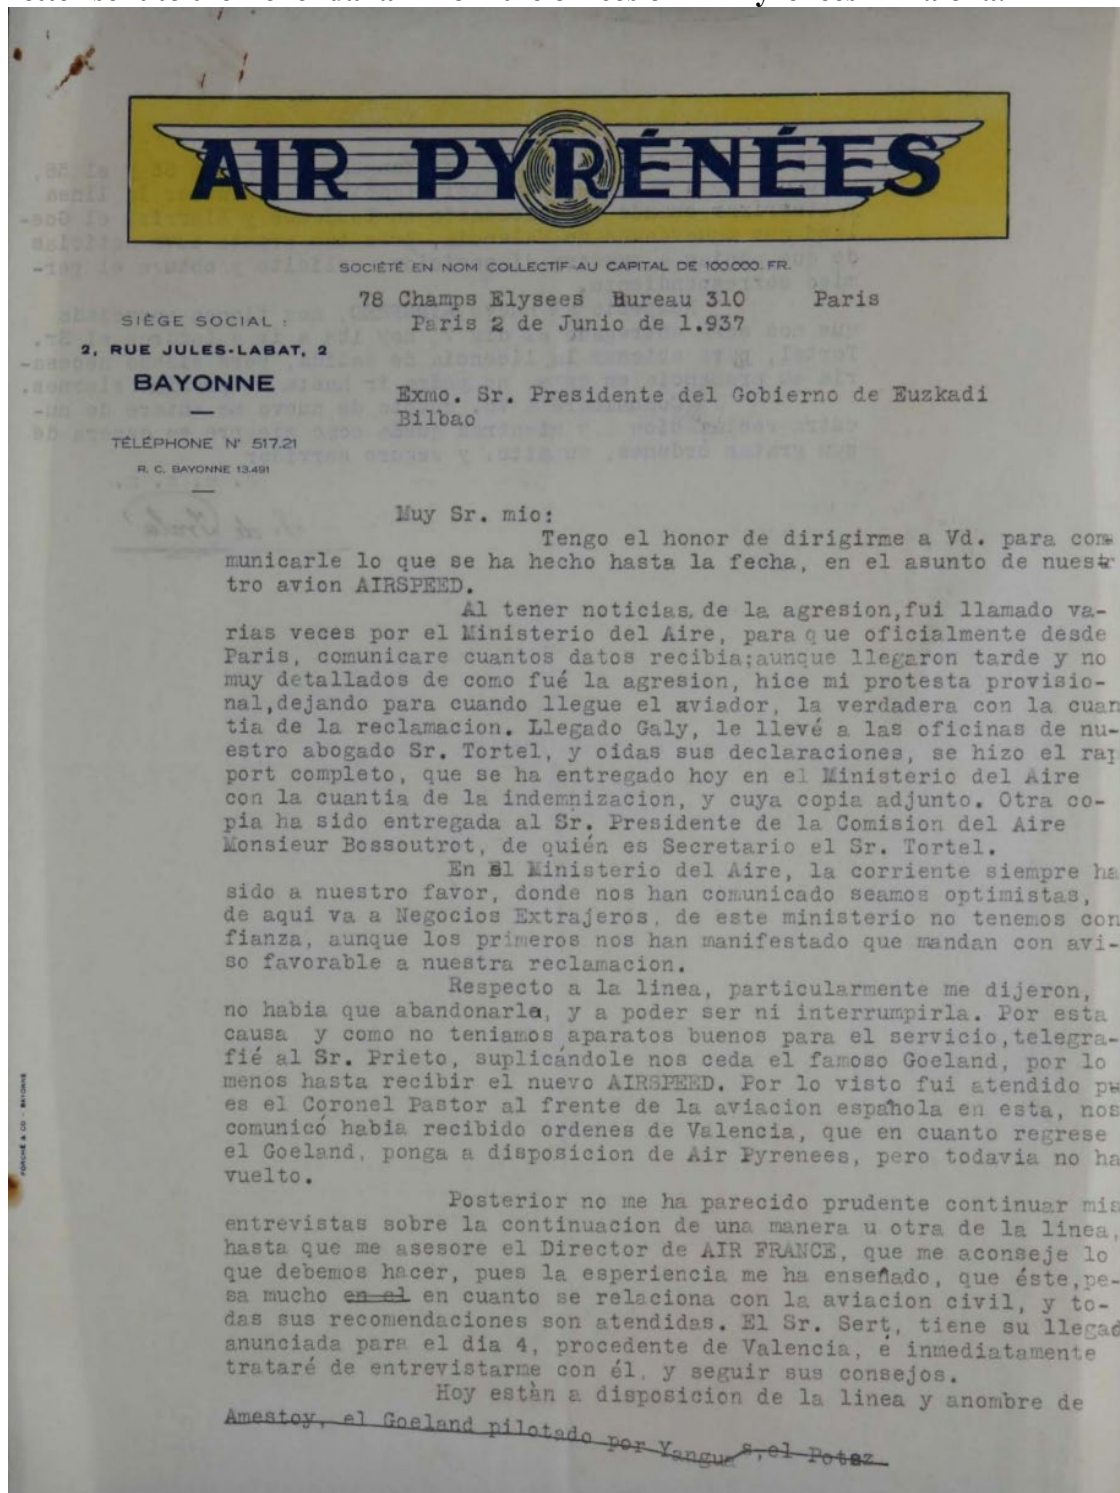 AIR PYRÉNÉES
SOCIÉTÉ EN NOM COLLECTIF AU CAPITAL DE 100.000. FR.
78 Champs Elysees Bureau 310 Paris
Paris 2 de Junio de 1.937
SIÈGE SOCIAL :
2, RUE JULES-LABAT, 2
BAYONNE
TÉLÉPHONE Nº 517.21
R. C. BAYONNE 13.491
Exmo. Sr. Presidente del Gobierno de Euzkadi
Bilbao
Muy Sr. mio:
Tengo el honor de dirigirme a Vd. para com
municarle lo que se ha hecho hasta la fecha, en el asunto de nuest
tro avion AIRSPEED.
Al tener noticias, de la agresion,fui llamado va-
rias veces por el Ministerio del Aire, para que oficialmente desde
Paris, comunicare cuantos datos recibia;aunque llegaron tarde y no
muy detallados de como fué la agresion, hice mi protesta provisio-
nal,dejando para cuando llegue el aviador, la verdadera con la cuan
tia de la reclamacion. Llegado Galy, le llevé a las oficinas de nu-
estro abogado Sr. Tortel, y oidas sus declaraciones, se hizo el rap
port completo, que se ha entregado hoy en el Ministerio del Aire
con la cuantia de la indemnizacion, y cuya copia adjunto. Otra co-
pia ha sido entregada al Sr. Presidente de la Comision del Aire
Monsieur Bossoutrot, de quién es Secretario el Sr. Tortel.
En el Ministerio del Aire, la corriente siempre ha
sido a nuestro favor, donde nos han comunicado seamos optimistas,
de aqui va a Negocios Extrajeros, de este ministerio no tenemos con
fianza, aunque los primeros nos han manifestado que mandan con avi-
so favorable a nuestra reclamacion.
Respecto a la linea, particularmente me dijeron,
no habia que abandonarla, y a poder ser ni interrumpirla. Por esta
causa y como no teniamos aparatos buenos para el servicio,telegra-
fié al Sr. Prieto, suplicándole nos ceda el famoso Goeland, por lo
menos hasta recibir el nuevo AIRSPEED. Por lo visto fui atendido pu
es el Coronel Pastor al frente de la aviacion española en esta, nos
comunicó habia recibido ordenes de Valencia, que en cuanto regrese
el Goeland, ponga a disposicion de Air Pyrenees, pero todavia no ha
vuelto.
Posterior no me ha parecido prudente continuar mis
entrevistas sobre la continuacion de una manera u otra de la linea,
hasta que me asesore el Director de AIR FRANCE, que me aconseje lo
que debemos hacer, pues la esperiencia me ha enseñado, que éste,pe-
sa mucho en el en cuanto se relaciona con la aviacion civil, y to-
das sus recomendaciones son atendidas. El Sr. Sert, tiene su llegad
anunciada para el dia 4, procedente de Valencia, é inmediatamente
trataré de entrevistarme con él, y seguir sus consejos.
Hoy estàn a disposicion de la linea y anombre de
Amestoy, el Goeland pilotado por Yanguas,el Potez
PORCHÉ & CO - BAYONNE